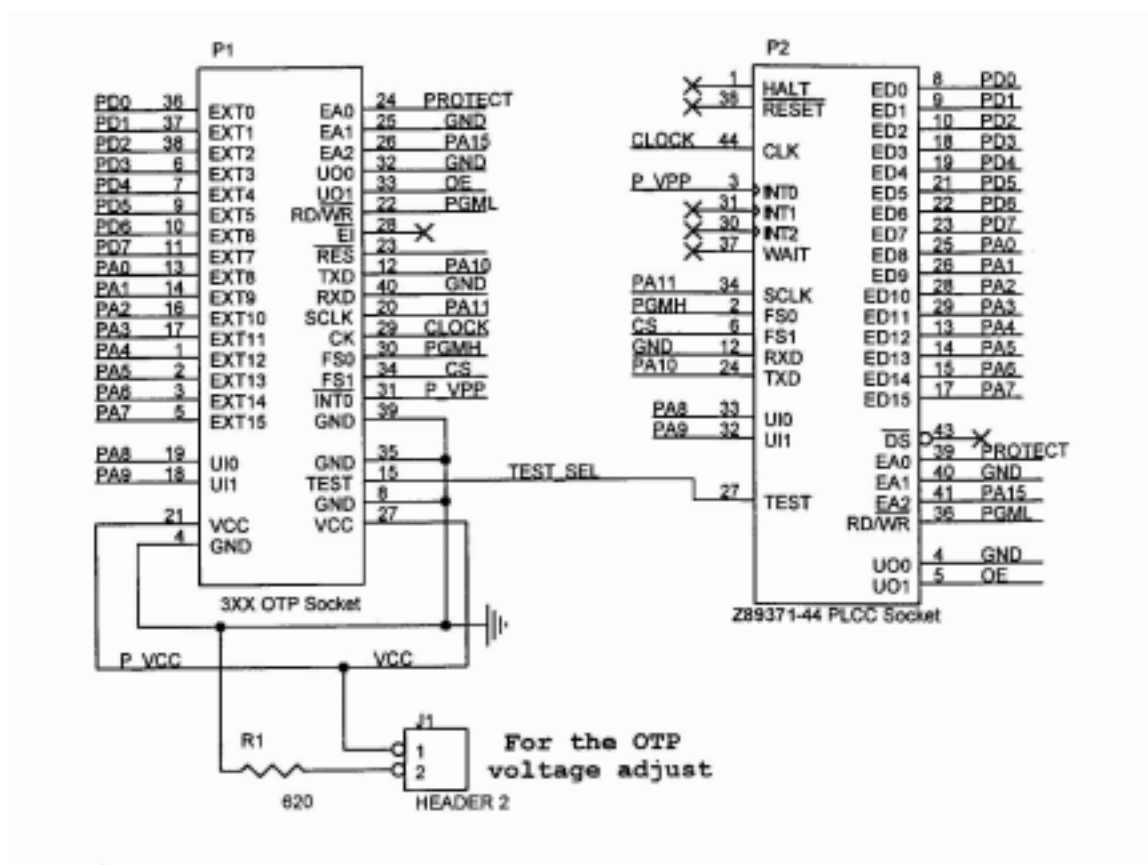 P1
PD0 36 EXT0 EA0 24 PROTECT
PD1 37 EXT1 EA1 25 GND
PD2 38 EXT2 EA2 26 PA15
PD3 6 EXT3 UO0 32 GND
PD4 7 EXT4 UO1 33 OE
PD5 9 EXT5 RD/WR 22 PGML
PD6 10 EXT6 EI 28
PD7 11 EXT7 RES 23
PA0 13 EXT8 TXD 12 PA10
PA1 14 EXT9 RXD 40 GND
PA2 16 EXT10 SCLK 20 PA11
PA3 17 EXT11 CK 29 CLOCK
PA4 1 EXT12 FS0 30 PGMH
PA5 2 EXT13 FS1 34 CS
PA6 3 EXT14 INT0 31 P_VPP
PA7 5 EXT15 GND 39
PA8 19 UI0 GND 35
PA9 18 UI1 TEST 15 TEST_SEL
GND 8
21 VCC VCC 27
4 GND
3XX OTP Socket
P_VCC VCC
R1
620
J1
1
2
HEADER 2
For the OTP
voltage adjust
P2
1 HALT ED0 8 PD0
38 RESET ED1 9 PD1
ED2 10 PD2
CLOCK 44 CLK ED3 18 PD3
ED4 19 PD4
P_VPP 3 INT0 ED5 21 PD5
31 INT1 ED6 22 PD6
30 INT2 ED7 23 PD7
37 WAIT ED8 25 PA0
ED9 26 PA1
PA11 34 SCLK ED10 28 PA2
PGMH 2 FS0 ED11 29 PA3
CS 6 FS1 ED12 13 PA4
GND 12 RXD ED13 14 PA5
PA10 24 TXD ED14 15 PA6
ED15 17 PA7
PA8 33 UI0
PA9 32 UI1 DS 43
EA0 39 PROTECT
EA1 40 GND
27 TEST EA2 41 PA15
RD/WR 36 PGML
UO0 4 GND
UO1 5 OE
Z89371-44 PLCC Socket